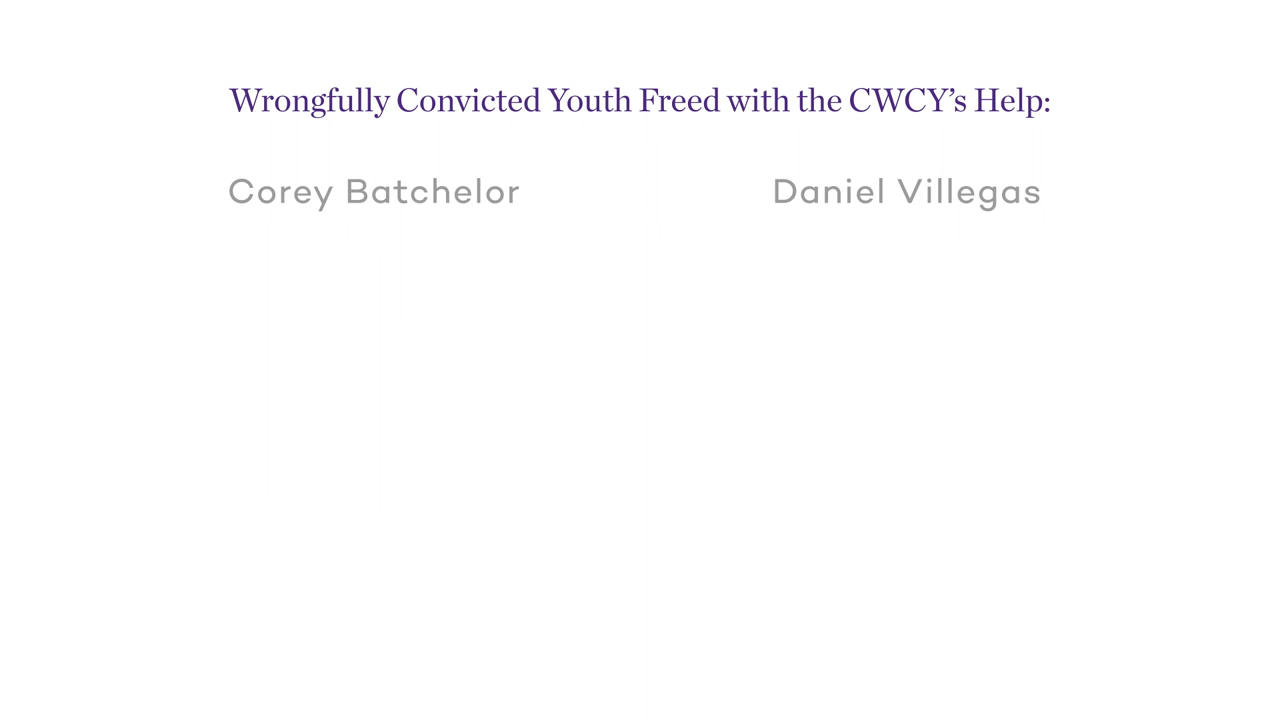 Wrongfully Convicted Youth Freed with the CWCY’s Help:
Corey Batchelor
Daniel Villegas